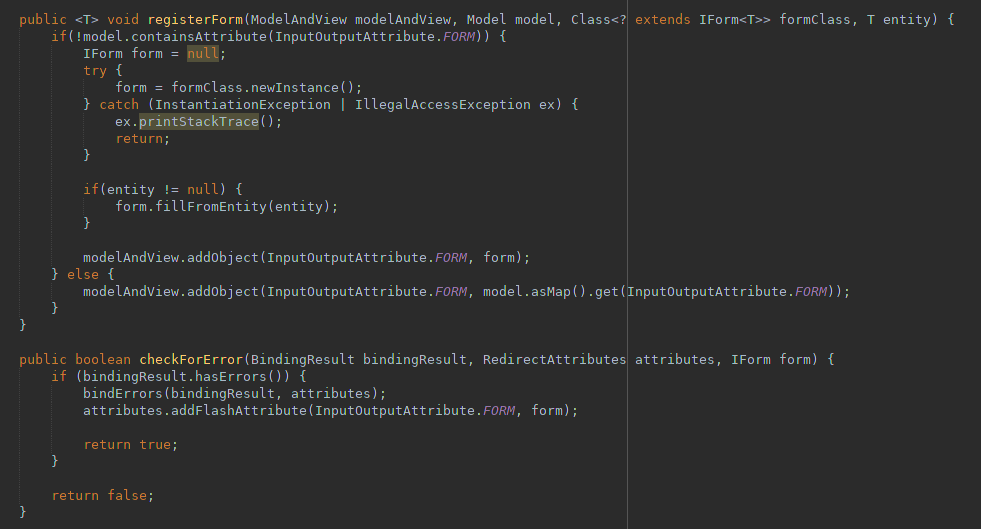 public <T> void registerForm(ModelAndView modelAndView, Model model, Class<? extends IForm<T>> formClass, T entity) {
    if(!model.containsAttribute(InputOutputAttribute.FORM)) {
        IForm form = null;
        try {
            form = formClass.newInstance();
        } catch (InstantiationException | IllegalAccessException ex) {
            ex.printStackTrace();
            return;
        }

        if(entity != null) {
            form.fillFromEntity(entity);
        }

        modelAndView.addObject(InputOutputAttribute.FORM, form);
    } else {
        modelAndView.addObject(InputOutputAttribute.FORM, model.asMap().get(InputOutputAttribute.FORM));
    }
}

public boolean checkForError(BindingResult bindingResult, RedirectAttributes attributes, IForm form) {
    if (bindingResult.hasErrors()) {
        bindErrors(bindingResult, attributes);
        attributes.addFlashAttribute(InputOutputAttribute.FORM, form);

        return true;
    }

    return false;
}